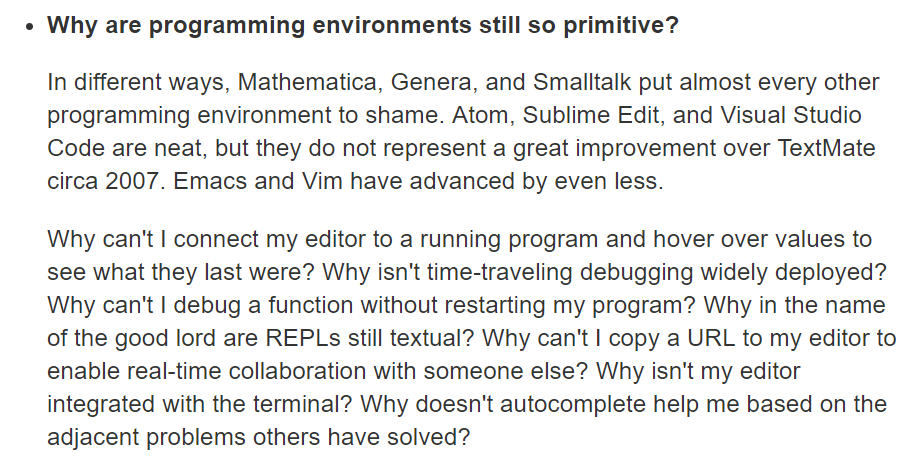 • Why are programming environments still so primitive?
In different ways, Mathematica, Genera, and Smalltalk put almost every other
programming environment to shame. Atom, Sublime Edit, and Visual Studio
Code are neat, but they do not represent a great improvement over TextMate
circa 2007. Emacs and Vim have advanced by even less.
Why can't I connect my editor to a running program and hover over values to
see what they last were? Why isn't time-traveling debugging widely deployed?
Why can't I debug a function without restarting my program? Why in the name
of the good lord are REPLs still textual? Why can't I copy a URL to my editor to
enable real-time collaboration with someone else? Why isn't my editor
integrated with the terminal? Why doesn't autocomplete help me based on the
adjacent problems others have solved?